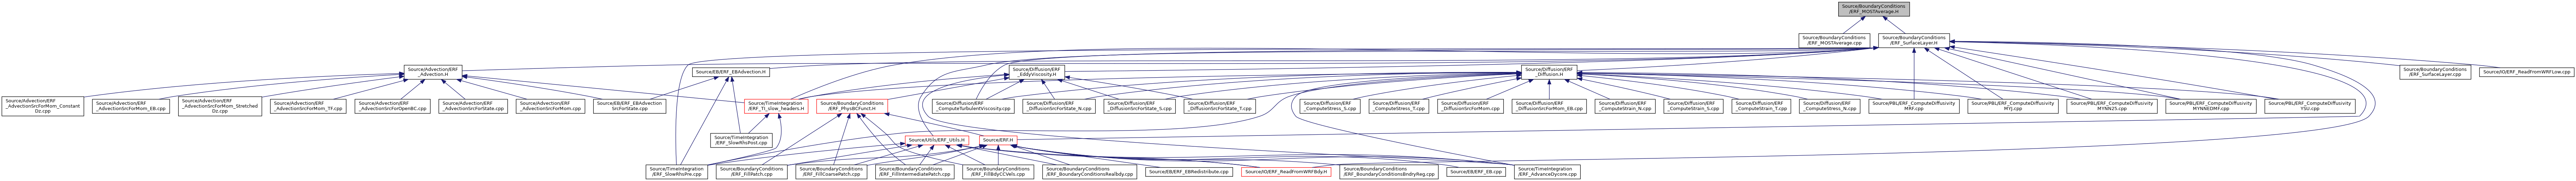 Source/BoundaryConditions
/ERF_MOSTAverage.H
Source/BoundaryConditions
/ERF_MOSTAverage.cpp
Source/BoundaryConditions
/ERF_SurfaceLayer.H
Source/Advection/ERF
_Advection.H
Source/EB/ERF_EBAdvection.H
Source/Diffusion/ERF
_EddyViscosity.H
Source/Diffusion/ERF
_Diffusion.H
Source/BoundaryConditions
/ERF_SurfaceLayer.cpp
Source/IO/ERF_ReadFromWRFLow.cpp
Source/Advection/ERF
_AdvectionSrcForMom_Constant
Dz.cpp
Source/Advection/ERF
_AdvectionSrcForMom_EB.cpp
Source/Advection/ERF
_AdvectionSrcForMom_Stretched
Dz.cpp
Source/Advection/ERF
_AdvectionSrcForMom_TF.cpp
Source/Advection/ERF
_AdvectionSrcForOpenBC.cpp
Source/Advection/ERF
_AdvectionSrcForState.cpp
Source/Advection/ERF
_AdvectionSrcForMom.cpp
Source/EB/ERF_EBAdvection
SrcForState.cpp
Source/TimeIntegration
/ERF_TI_slow_headers.H
Source/BoundaryConditions
/ERF_PhysBCFunct.H
Source/Diffusion/ERF
_ComputeTurbulentViscosity.cpp
Source/Diffusion/ERF
_DiffusionSrcForState_N.cpp
Source/Diffusion/ERF
_DiffusionSrcForState_S.cpp
Source/Diffusion/ERF
_DiffusionSrcForState_T.cpp
Source/Diffusion/ERF
_ComputeStress_S.cpp
Source/Diffusion/ERF
_ComputeStress_T.cpp
Source/Diffusion/ERF
_DiffusionSrcForMom.cpp
Source/Diffusion/ERF
_DiffusionSrcForMom_EB.cpp
Source/Diffusion/ERF
_ComputeStrain_N.cpp
Source/Diffusion/ERF
_ComputeStrain_S.cpp
Source/Diffusion/ERF
_ComputeStrain_T.cpp
Source/Diffusion/ERF
_ComputeStress_N.cpp
Source/PBL/ERF_ComputeDiffusivity
MRF.cpp
Source/PBL/ERF_ComputeDiffusivity
MYJ.cpp
Source/PBL/ERF_ComputeDiffusivity
MYNN25.cpp
Source/PBL/ERF_ComputeDiffusivity
MYNNEDMF.cpp
Source/PBL/ERF_ComputeDiffusivity
YSU.cpp
Source/TimeIntegration
/ERF_SlowRhsPost.cpp
Source/Utils/ERF_Utils.H
Source/ERF.H
Source/TimeIntegration
/ERF_SlowRhsPre.cpp
Source/BoundaryConditions
/ERF_FillPatch.cpp
Source/BoundaryConditions
/ERF_FillCoarsePatch.cpp
Source/BoundaryConditions
/ERF_FillIntermediatePatch.cpp
Source/BoundaryConditions
/ERF_FillBdyCCVels.cpp
Source/BoundaryConditions
/ERF_BoundaryConditionsRealbdy.cpp
Source/EB/ERF_EBRedistribute.cpp
Source/IO/ERF_ReadFromWRFBdy.H
Source/BoundaryConditions
/ERF_BoundaryConditionsBndryReg.cpp
Source/EB/ERF_EB.cpp
Source/TimeIntegration
/ERF_AdvanceDycore.cpp